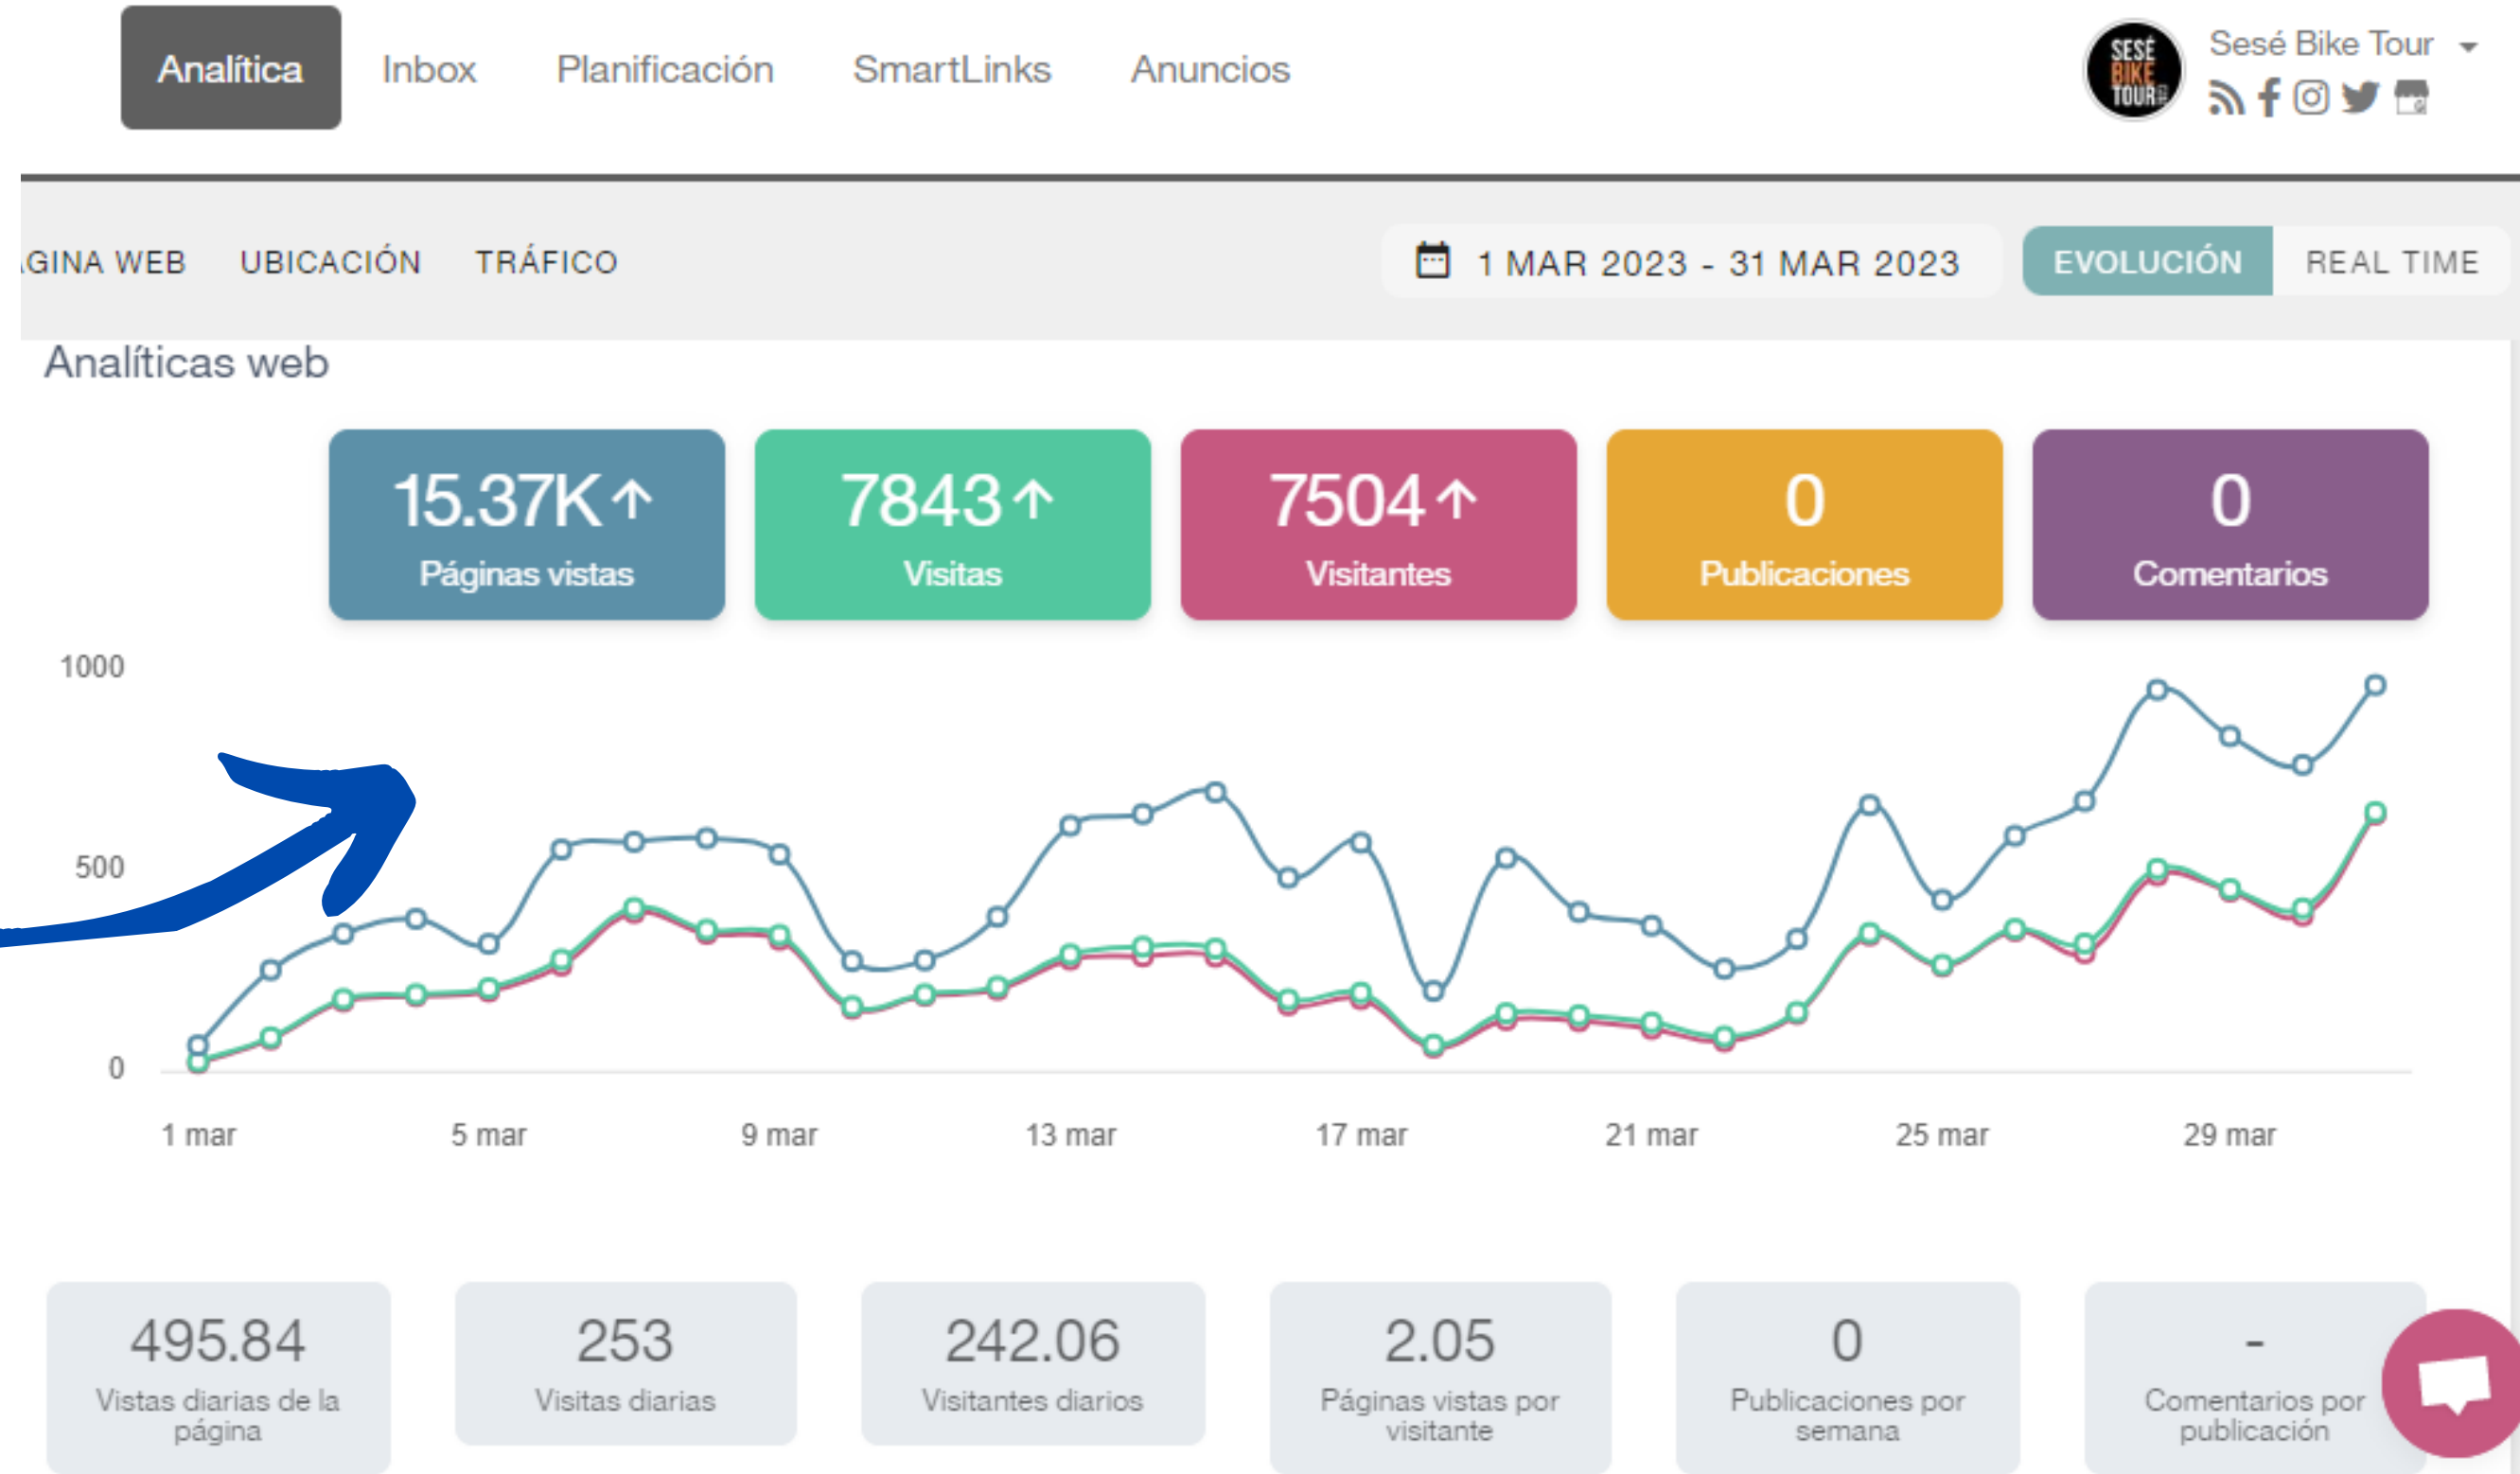 Analítica Inbox Planificación SmartLinks Anuncios
Sesé Bike Tour
SESÉ
BIKE
TOUR
ÁGINA WEB UBICACIÓN TRÁFICO 1 MAR 2023 - 31 MAR 2023 EVOLUCIÓN REAL TIME
Analíticas web
15.37K↑ 7843↑ 7504↑ 0 0
Páginas vistas Visitas Visitantes Publicaciones Comentarios
1000
500
0
1 mar 5 mar 9 mar 13 mar 17 mar 21 mar 25 mar 29 mar
495.84 253 242.06 2.05 0 -
Vistas diarias de la Visitas diarias Visitantes diarios Páginas vistas por Publicaciones por Comentarios por
página visitante semana publicación